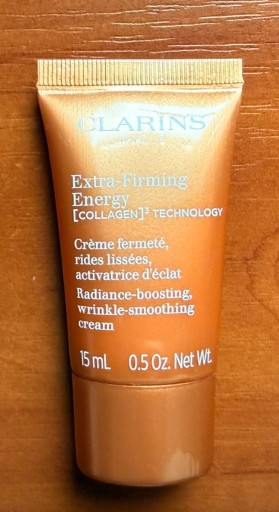 CLARINS
Extra-Firming
Energy
[COLLAGEN]³ TECHNOLOGY
Crème fermeté,
rides lissées,
activatrice d'éclat
Radiance-boosting,
wrinkle-smoothing
cream
15 mL 0.5 Oz. Net Wt.